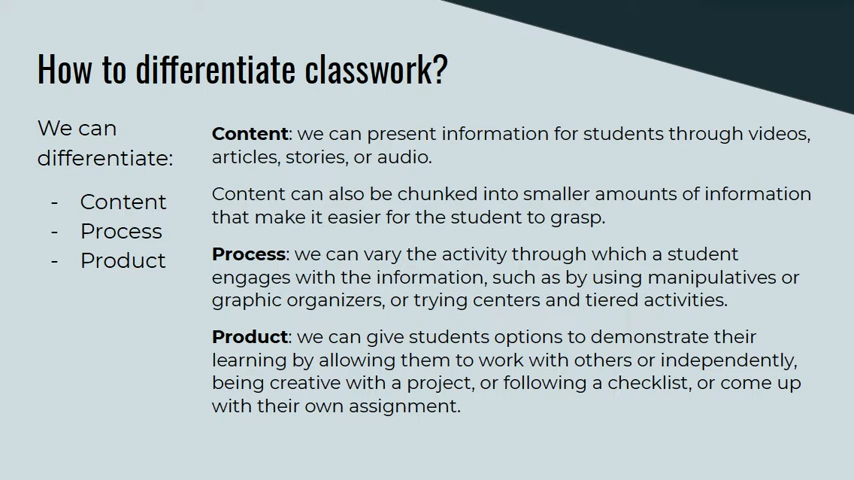 How to differentiate classwork?
We can
differentiate:
- Content
- Process
- Product
Content: we can present information for students through videos,
articles, stories, or audio.
Content can also be chunked into smaller amounts of information
that make it easier for the student to grasp.
Process: we can vary the activity through which a student
engages with the information, such as by using manipulatives or
graphic organizers, or trying centers and tiered activities.
Product: we can give students options to demonstrate their
learning by allowing them to work with others or independently,
being creative with a project, or following a checklist, or come up
with their own assignment.